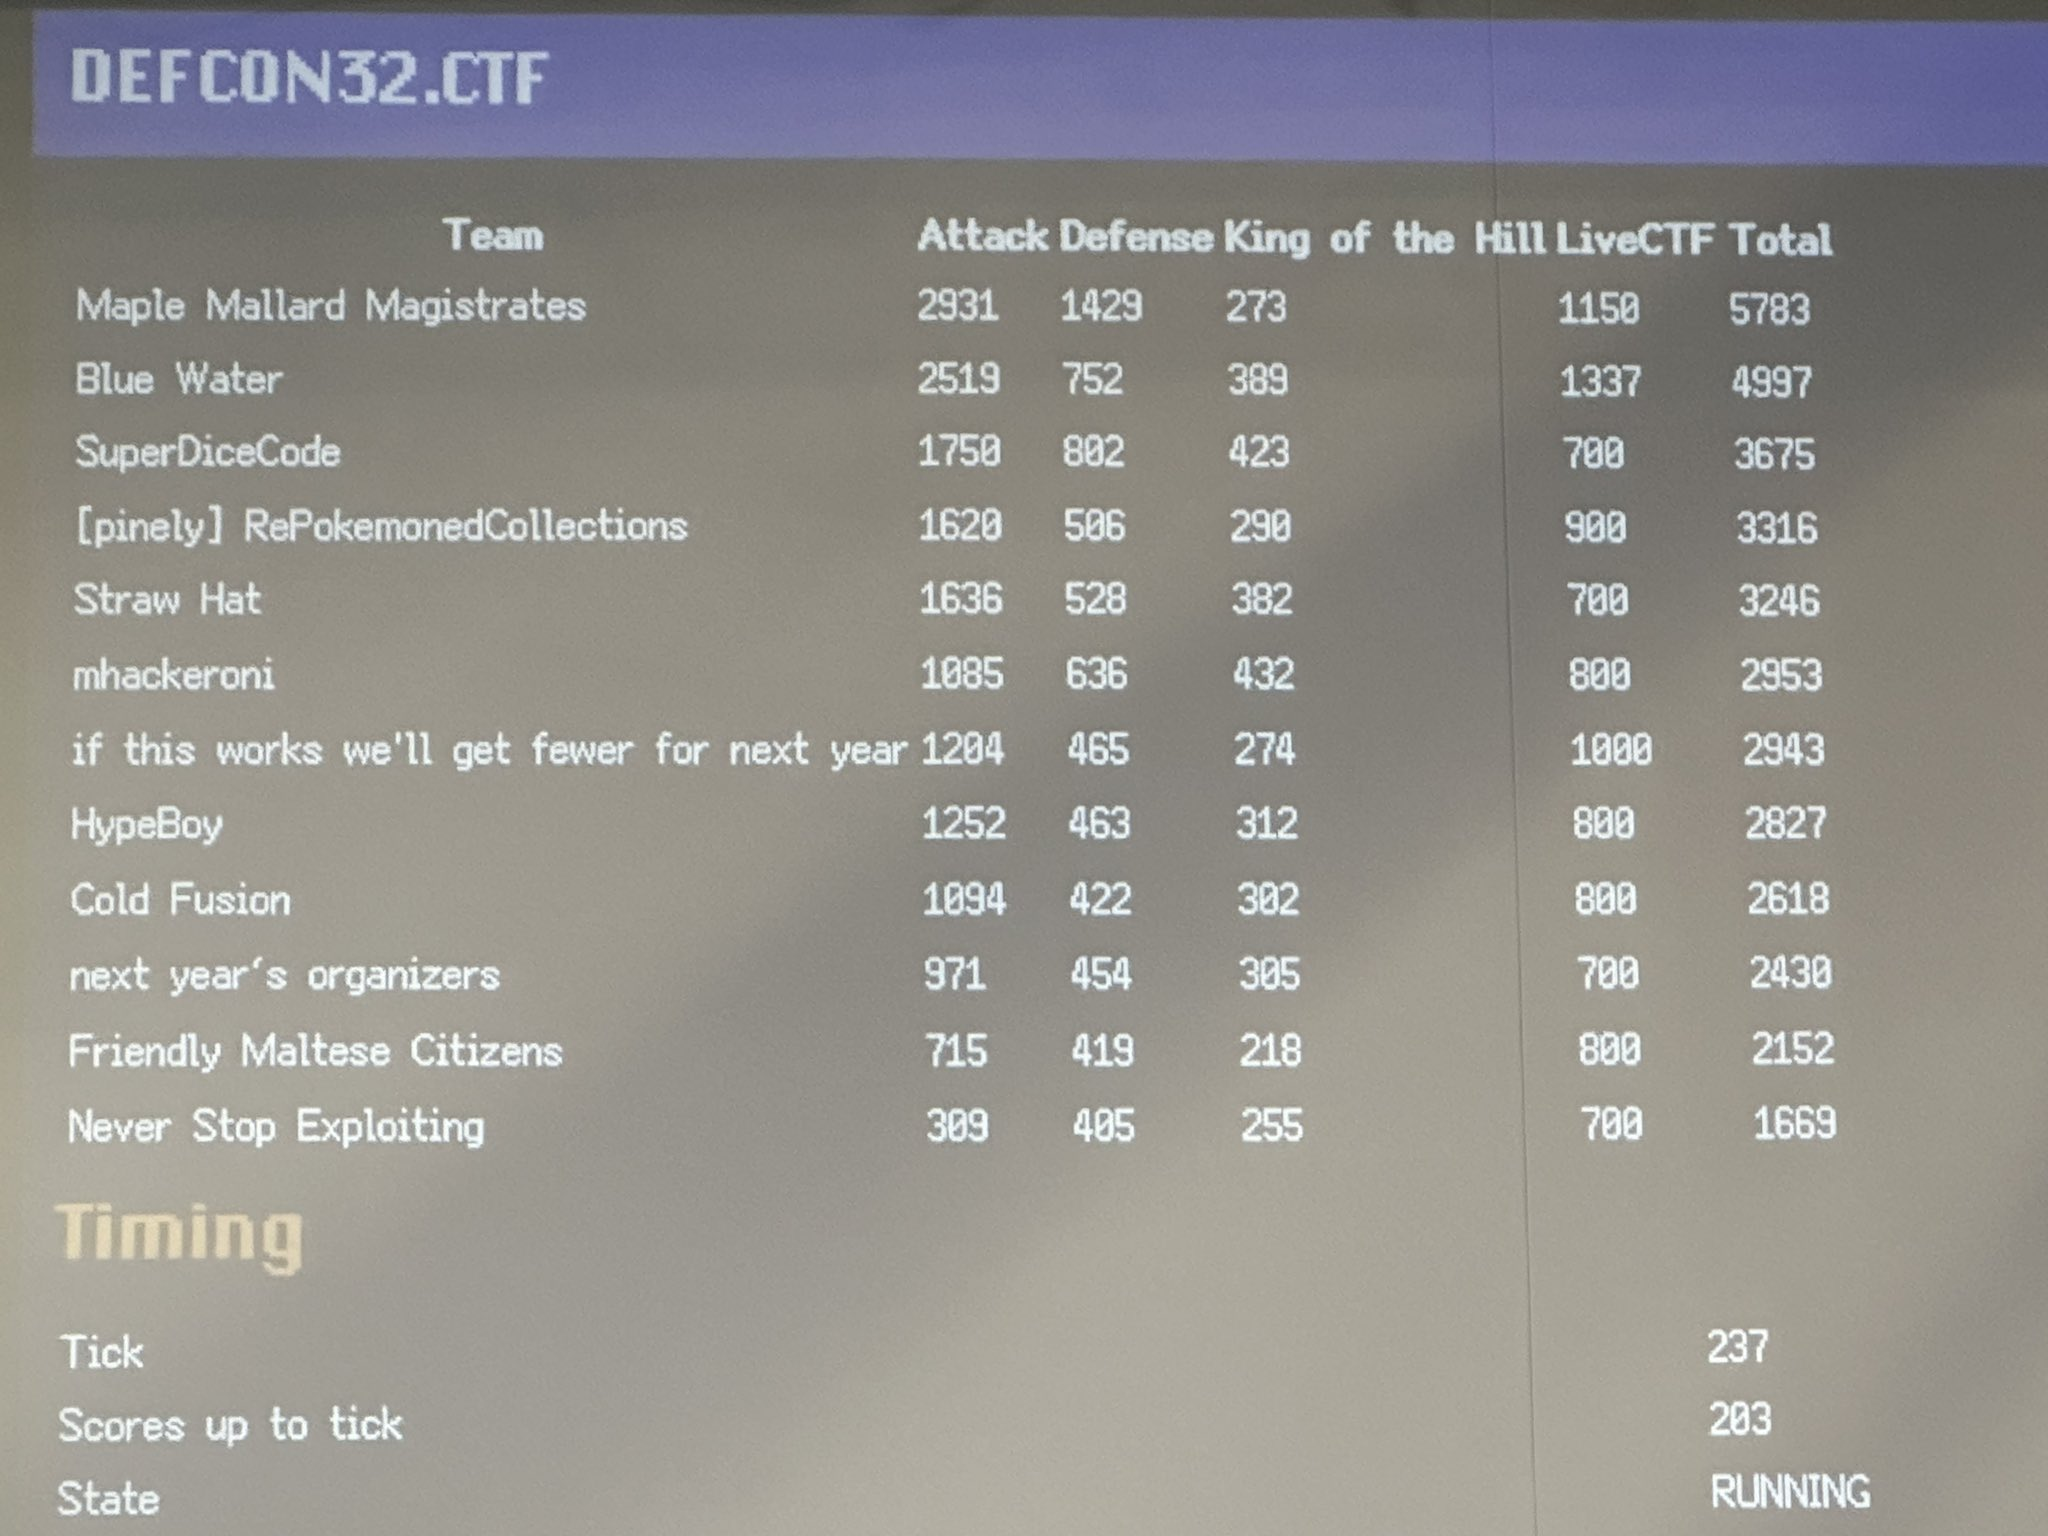 DEFCON32.CTF
Team Attack Defense King of the Hill LiveCTF Total
Maple Mallard Magistrates 2931 1429 273 1150 5783
Blue Water 2519 752 389 1337 4997
SuperDiceCode 1750 802 423 700 3675
[pinely] RePokemonedCollections 1620 506 290 900 3316
Straw Hat 1636 528 382 700 3246
mhackeroni 1085 636 432 800 2953
if this works we'll get fewer for next year 1204 465 274 1000 2943
HypeBoy 1252 463 312 800 2827
Cold Fusion 1094 422 302 800 2618
next year‘s organizers 971 454 305 700 2430
Friendly Maltese Citizens 715 419 218 800 2152
Never Stop Exploiting 309 405 255 700 1669
Timing
Tick 237
Scores up to tick 203
State RUNNING